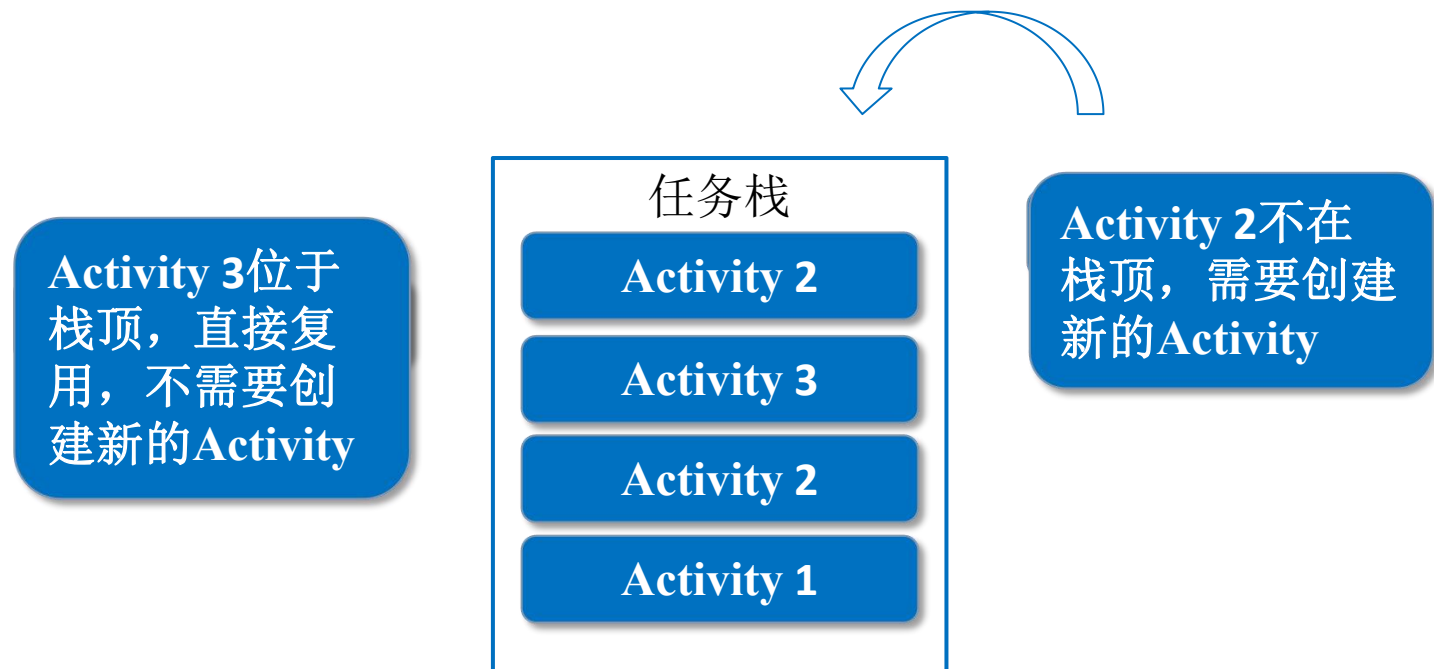 任务栈
Activity 3位于
栈顶，直接复
用，不需要创
建新的Activity
Activity 2
Activity 3
Activity 2
Activity 1
Activity 2不在
栈顶，需要创建
新的Activity